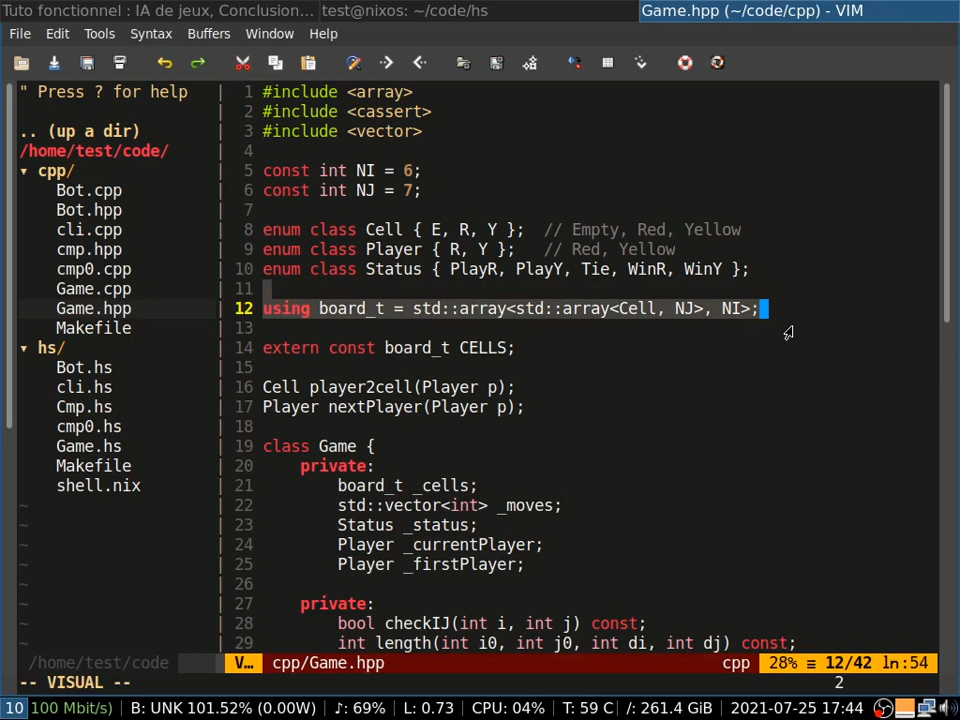 Tuto fonctionnel : IA de jeux, Conclusion... test@nixos: ~/code/hs Game.hpp (~/code/cpp) - VIM
File Edit Tools Syntax Buffers Window Help
" Press ? for help
.. (up a dir)
/home/test/code/
▾ cpp/
Bot.cpp
Bot.hpp
cli.cpp
cmp.hpp
cmp0.cpp
Game.cpp
Game.hpp
Makefile
▾ hs/
Bot.hs
cli.hs
Cmp.hs
cmp0.hs
Game.hs
Makefile
shell.nix
~
~
~
~
~
~
~
~
1 #include <array>
2 #include <cassert>
3 #include <vector>
4
5 const int NI = 6;
6 const int NJ = 7;
7
8 enum class Cell { E, R, Y };  // Empty, Red, Yellow
9 enum class Player { R, Y };   // Red, Yellow
10 enum class Status { PlayR, PlayY, Tie, WinR, WinY };
11
12 using board_t = std::array<std::array<Cell, NJ>, NI>;
13
14 extern const board_t CELLS;
15
16 Cell player2cell(Player p);
17 Player nextPlayer(Player p);
18
19 class Game {
20     private:
21         board_t _cells;
22         std::vector<int> _moves;
23         Status _status;
24         Player _currentPlayer;
25         Player _firstPlayer;
26
27     private:
28         bool checkIJ(int i, int j) const;
29         int length(int i0, int j0, int di, int dj) const;
/home/test/code V… cpp/Game.hpp cpp 28% ≡ 12/42 ln:54
-- VISUAL -- 2
10 100 Mbit/s) | B: UNK 101.52% (0.00W) | ♪: 69% | L: 0.73 | CPU: 04% | T: 59 C | /: 261.4 GiB | 2021-07-25 17:44